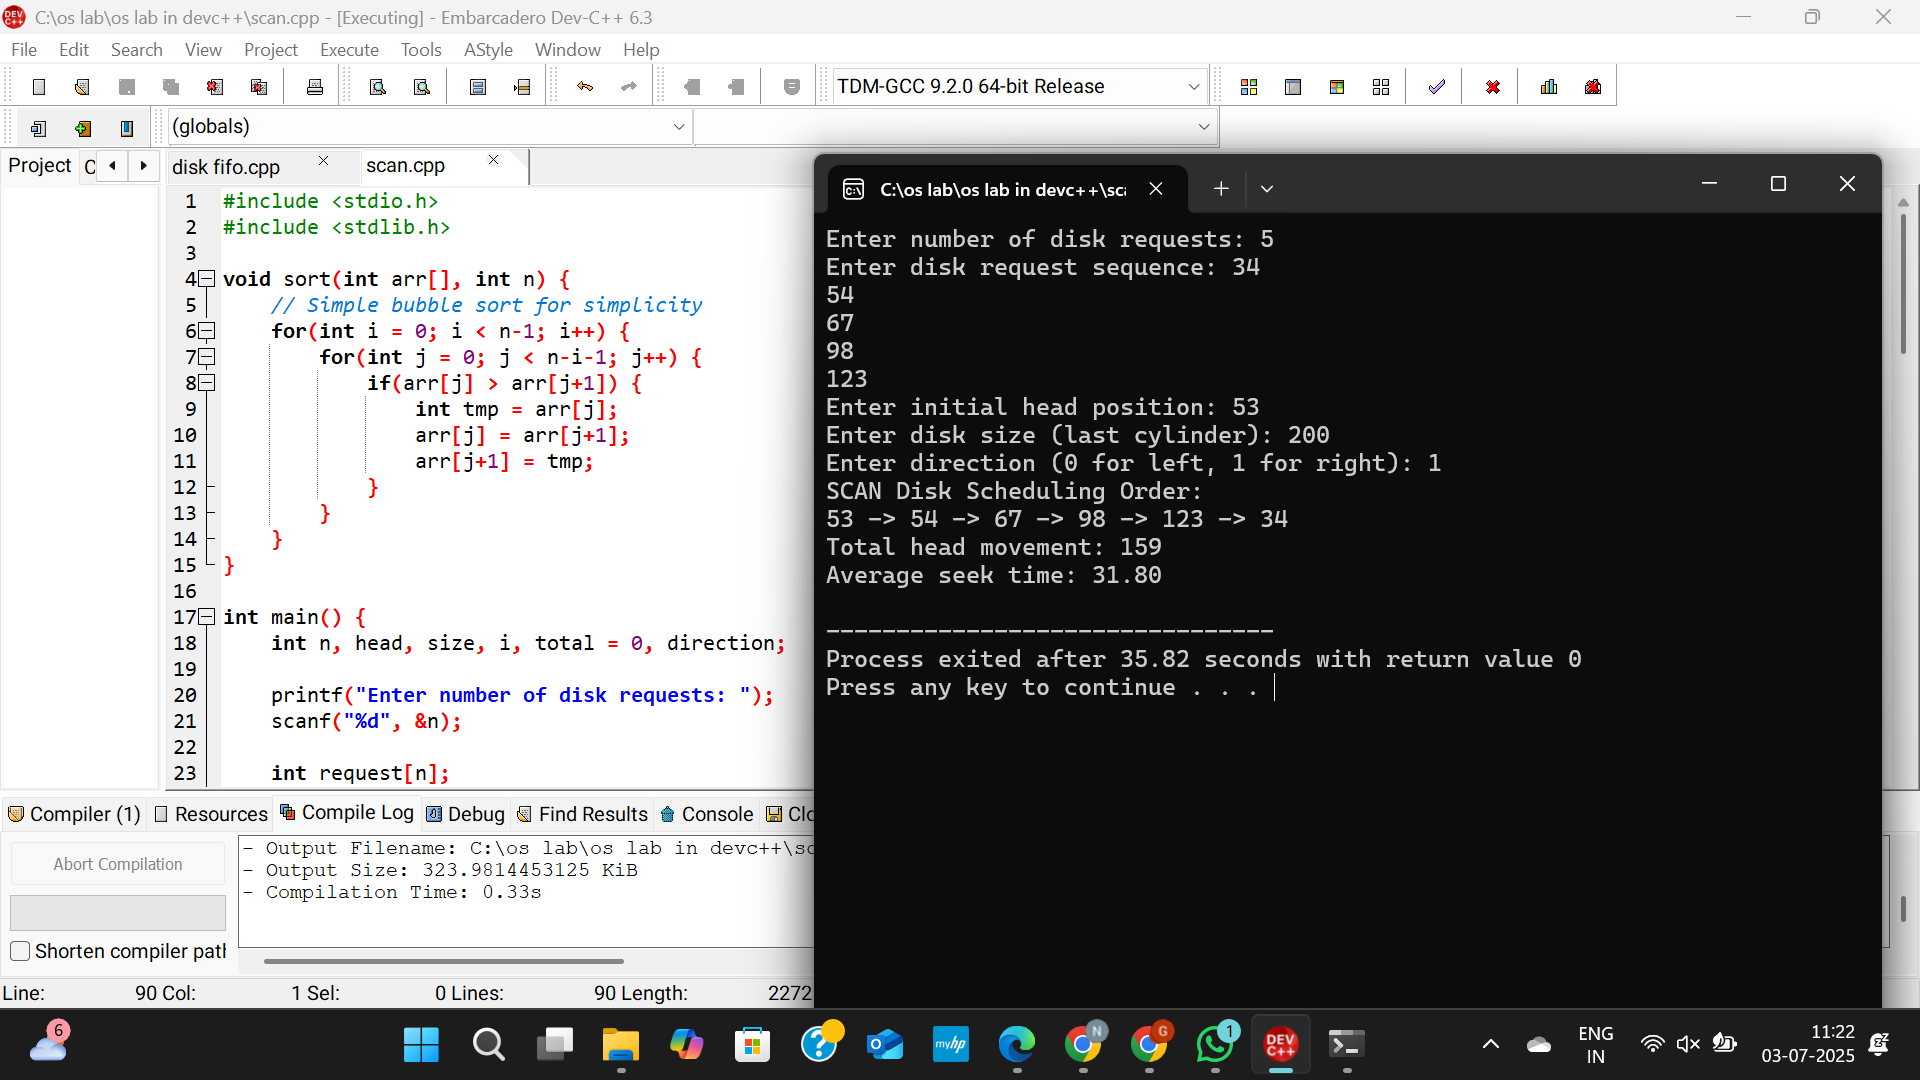 C:\os lab\os lab in devc++\scan.cpp - [Executing] - Embarcadero Dev-C++ 6.3
File Edit Search View Project Execute Tools AStyle Window Help
TDM-GCC 9.2.0 64-bit Release
(globals)
Project C
disk fifo.cpp scan.cpp
1 #include <stdio.h>
2 #include <stdlib.h>
3
4 void sort(int arr[], int n) {
5 // Simple bubble sort for simplicity
6 for(int i = 0; i < n-1; i++) {
7 for(int j = 0; j < n-i-1; j++) {
8 if(arr[j] > arr[j+1]) {
9 int tmp = arr[j];
10 arr[j] = arr[j+1];
11 arr[j+1] = tmp;
12 }
13 }
14 }
15 }
16
17 int main() {
18 int n, head, size, i, total = 0, direction;
19
20 printf("Enter number of disk requests: ");
21 scanf("%d", &n);
22
23 int request[n];
C:\os lab\os lab in devc++\sca
Enter number of disk requests: 5
Enter disk request sequence: 34
54
67
98
123
Enter initial head position: 53
Enter disk size (last cylinder): 200
Enter direction (0 for left, 1 for right): 1
SCAN Disk Scheduling Order:
53 -> 54 -> 67 -> 98 -> 123 -> 34
Total head movement: 159
Average seek time: 31.80
--------------------------------
Process exited after 35.82 seconds with return value 0
Press any key to continue . . .
Compiler (1) Resources Compile Log Debug Find Results Console Clo
Abort Compilation
Shorten compiler path
- Output Filename: C:\os lab\os lab in devc++\sc
- Output Size: 323.9814453125 KiB
- Compilation Time: 0.33s
Line: 90 Col: 1 Sel: 0 Lines: 90 Length: 2272
6
myhp
N
G
1
DEV C++
ENG
IN
11:22
03-07-2025